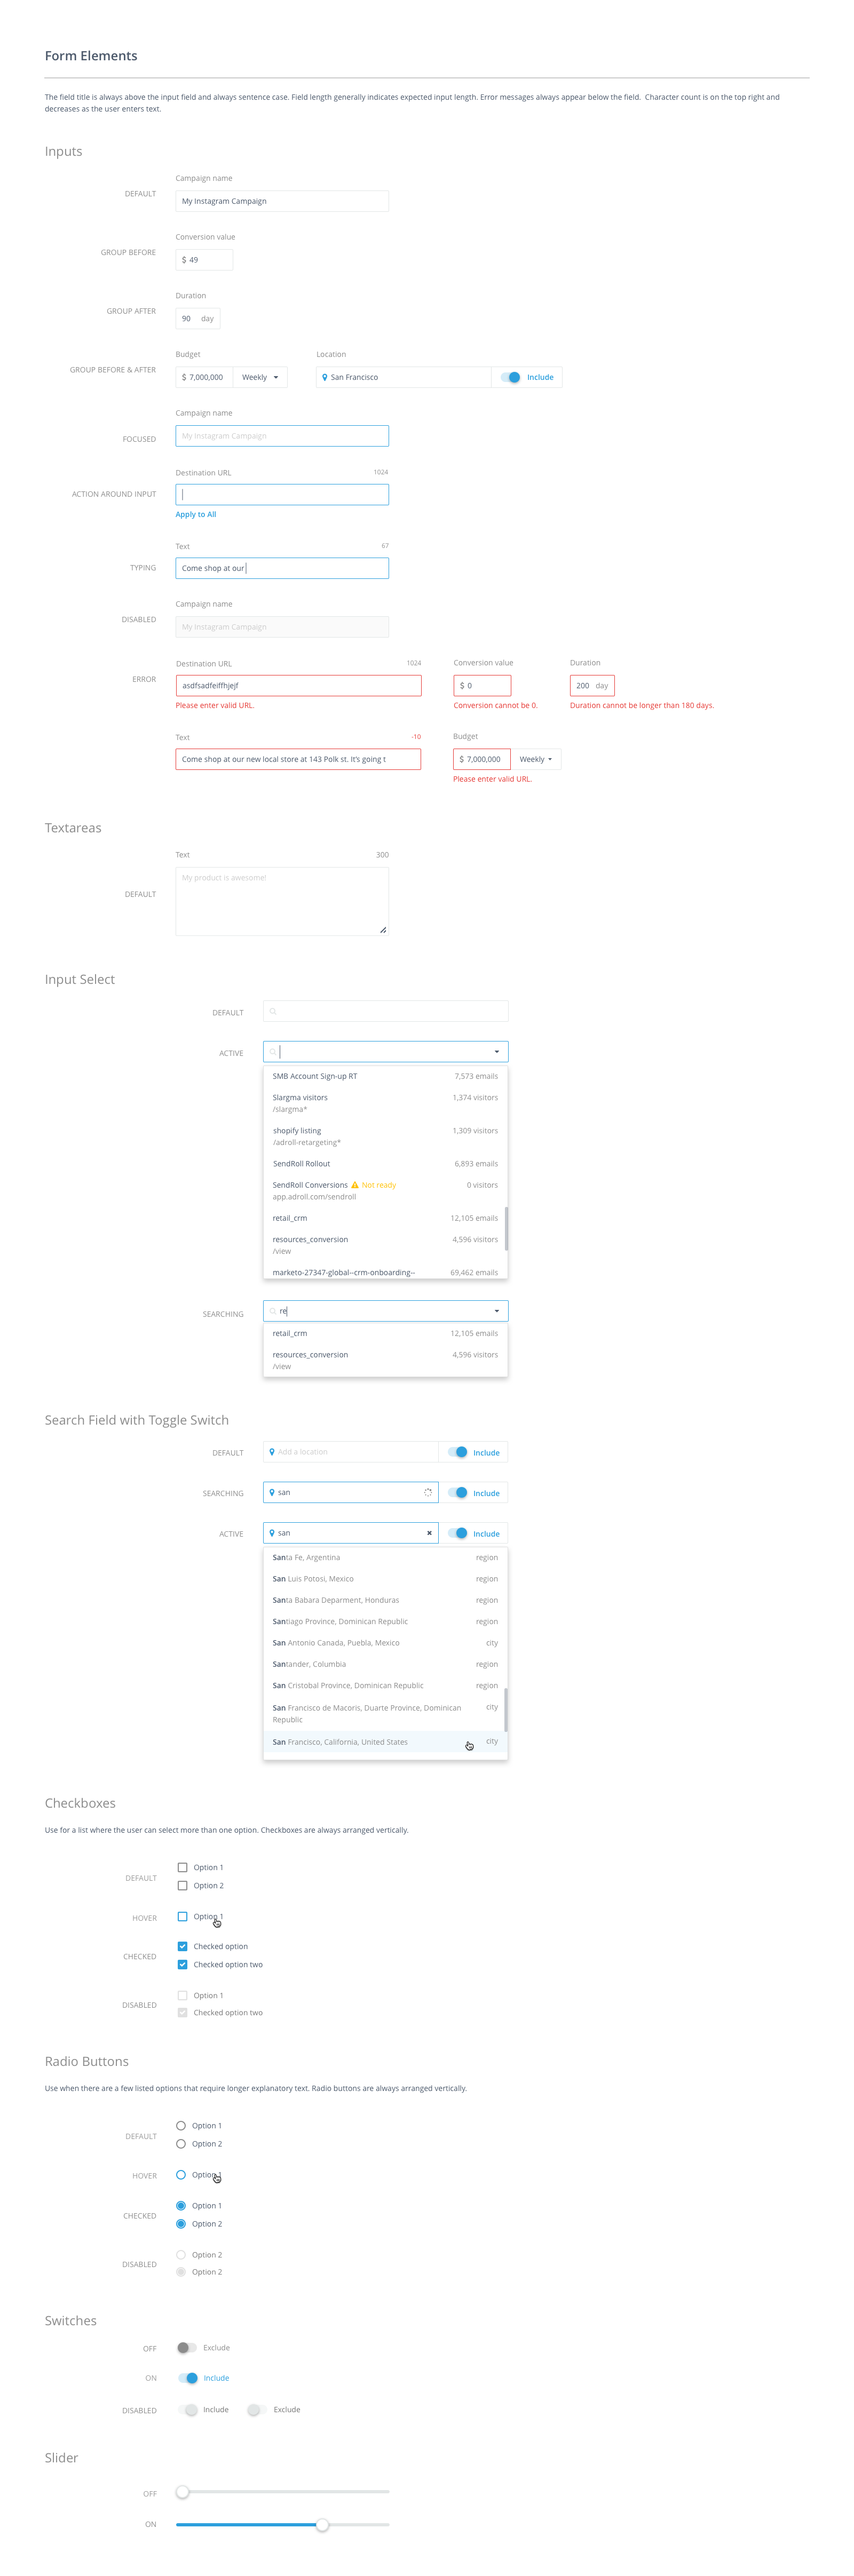 Form Elements
The field title is always above the input field and always sentence case. Field length generally indicates expected input length. Error messages always appear below the field.  Character count is on the top right and
decreases as the user enters text.
Inputs
Campaign name
DEFAULT
My Instagram Campaign
Conversion value
GROUP BEFORE
$ 49
Duration
GROUP AFTER
90 day
Budget Location
GROUP BEFORE & AFTER
$ 7,000,000 Weekly San Francisco Include
Campaign name
FOCUSED
My Instagram Campaign
Destination URL 1024
ACTION AROUND INPUT
Apply to All
Text 67
TYPING
Come shop at our
Campaign name
DISABLED
My Instagram Campaign
Destination URL 1024 Conversion value Duration
ERROR
asdfsadfeiffhjejf $ 0 200 day
Please enter valid URL. Conversion cannot be 0. Duration cannot be longer than 180 days.
Text -10 Budget
Come shop at our new local store at 143 Polk st. It's going t $ 7,000,000 Weekly
Please enter valid URL.
Textareas
Text 300
My product is awesome!
DEFAULT
Input Select
DEFAULT
ACTIVE
SMB Account Sign-up RT 7,573 emails
Slargma visitors 1,374 visitors
/slargma*
shopify listing 1,309 visitors
/adroll-retargeting*
SendRoll Rollout 6,893 emails
SendRoll Conversions Not ready 0 visitors
app.adroll.com/sendroll
retail_crm 12,105 emails
resources_conversion 4,596 visitors
/view
marketo-27347-global--crm-onboarding-- 69,462 emails
SEARCHING re
retail_crm 12,105 emails
resources_conversion 4,596 visitors
/view
Search Field with Toggle Switch
DEFAULT Add a location Include
SEARCHING san Include
ACTIVE san Include
Santa Fe, Argentina region
San Luis Potosi, Mexico region
Santa Babara Deparment, Honduras region
Santiago Province, Dominican Republic region
San Antonio Canada, Puebla, Mexico city
Santander, Columbia region
San Cristobal Province, Dominican Republic region
San Francisco de Macoris, Duarte Province, Dominican city
Republic
San Francisco, California, United States city
Checkboxes
Use for a list where the user can select more than one option. Checkboxes are always arranged vertically.
Option 1
DEFAULT
Option 2
HOVER Option 1
Checked option
CHECKED
Checked option two
Option 1
DISABLED
Checked option two
Radio Buttons
Use when there are a few listed options that require longer explanatory text. Radio buttons are always arranged vertically.
Option 1
DEFAULT
Option 2
HOVER Option 1
Option 1
CHECKED
Option 2
Option 2
DISABLED
Option 2
Switches
OFF Exclude
ON Include
DISABLED Include Exclude
Slider
OFF
ON